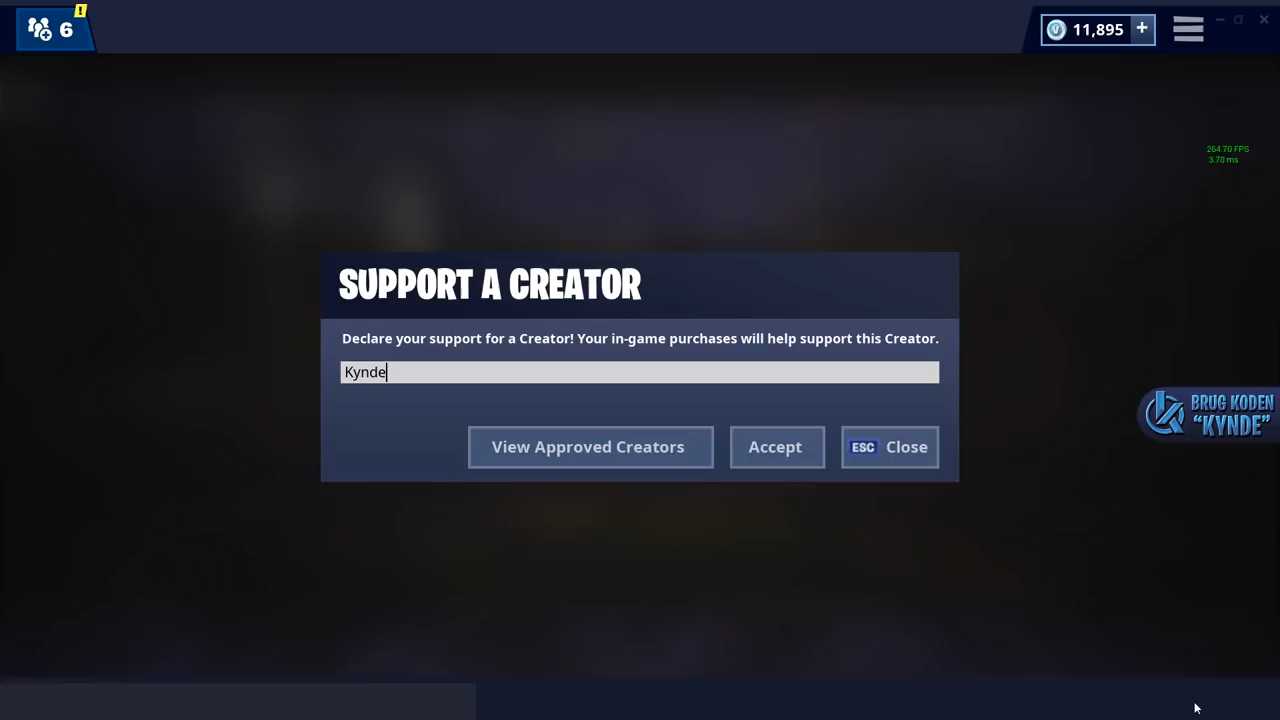 !
6
11,895 +
264.70 FPS
3.78 ms
SUPPORT A CREATOR
Declare your support for a Creator! Your in-game purchases will help support this Creator.
Kynde
BRUG KODEN
"KYNDE"
View Approved Creators
Accept
ESC Close